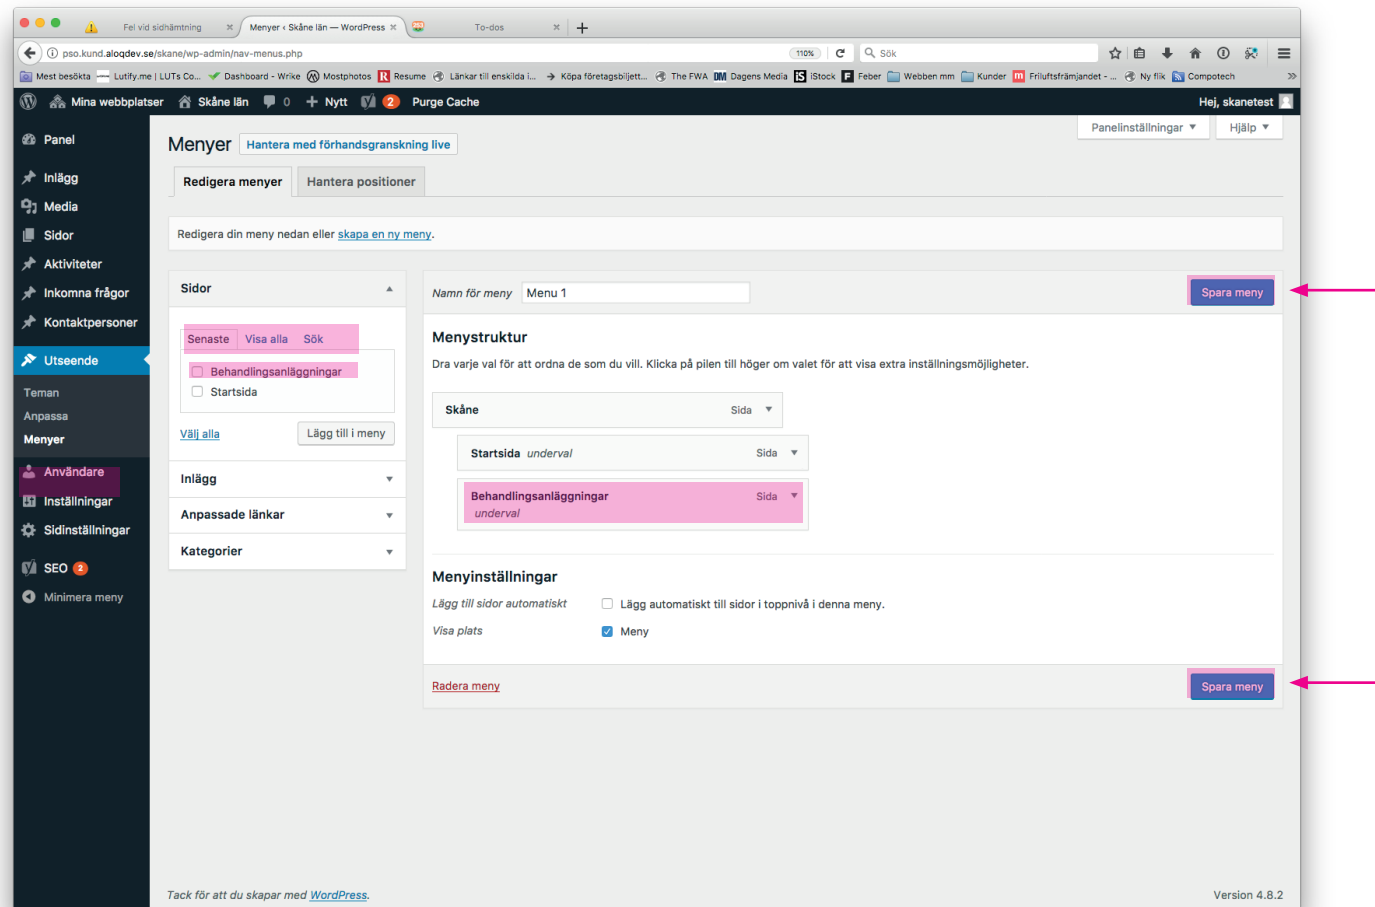 Fel vid sidhämtning
Menyer ‹ Skåne län — WordPress
To-dos
pso.kund.aloqdev.se/skane/wp-admin/nav-menus.php
110%
Sök
Mest besökta
Lutify.me | LUTs Co...
Dashboard - Wrike
Mostphotos
Resume
Länkar till enskilda i...
Köpa företagsbiljett...
The FWA
Dagens Media
iStock
Feber
Webben mm
Kunder
Friluftsfrämjandet - ...
Ny flik
Compotech
Mina webbplatser
Skåne län
0
Nytt
2
Purge Cache
Hej, skanetest
Panel
Inlägg
Media
Sidor
Aktiviteter
Inkomna frågor
Kontaktpersoner
Utseende
Teman
Anpassa
Menyer
Användare
Inställningar
Sidinställningar
SEO 2
Minimera meny
Panelinställningar
Hjälp
Menyer
Hantera med förhandsgranskning live
Redigera menyer
Hantera positioner
Redigera din meny nedan eller skapa en ny meny.
Sidor
Senaste
Visa alla
Sök
Behandlingsanläggningar
Startsida
Välj alla
Lägg till i meny
Inlägg
Anpassade länkar
Kategorier
Namn för meny
Menu 1
Spara meny
Menystruktur
Dra varje val för att ordna de som du vill. Klicka på pilen till höger om valet för att visa extra inställningsmöjligheter.
Skåne
Sida
Startsida underval
Sida
Behandlingsanläggningar
Sida
underval
Menyinställningar
Lägg till sidor automatiskt
Lägg automatiskt till sidor i toppnivå i denna meny.
Visa plats
Meny
Radera meny
Spara meny
Tack för att du skapar med WordPress.
Version 4.8.2